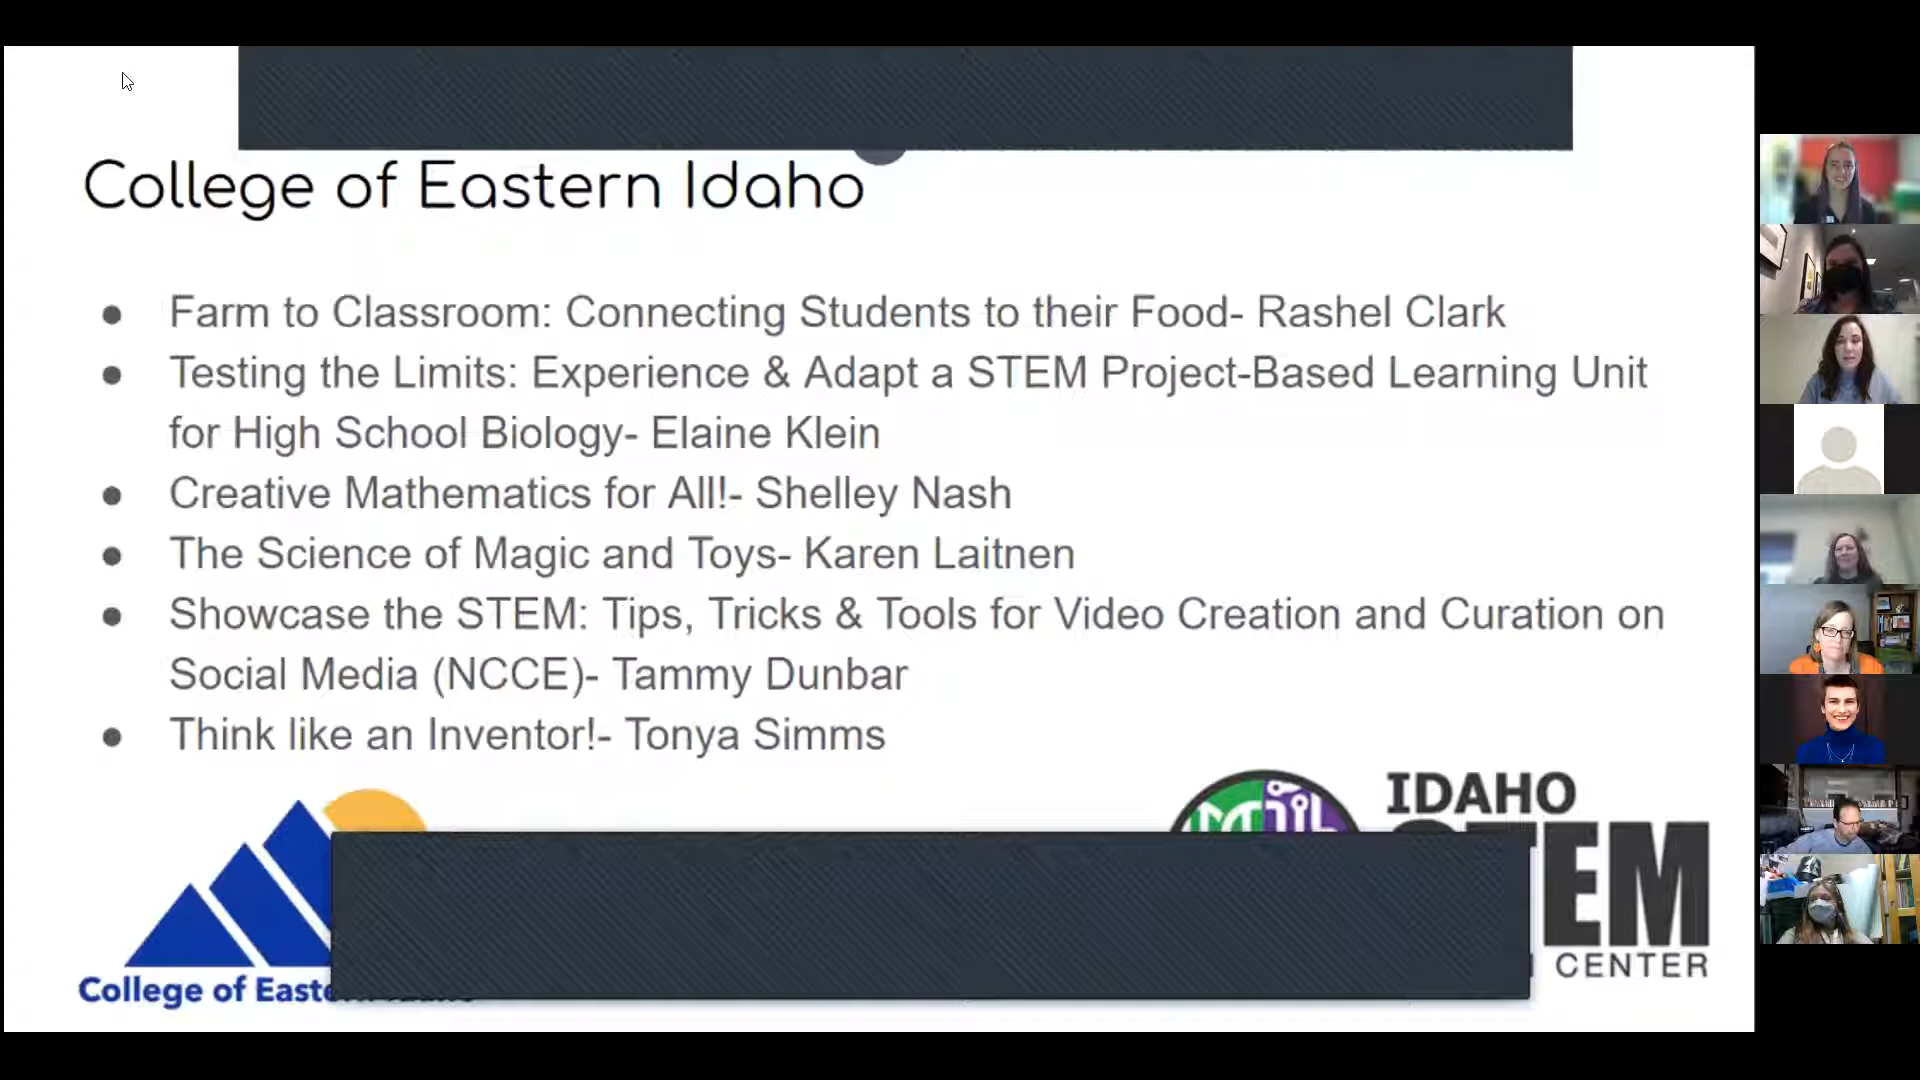 College of Eastern Idaho
● Farm to Classroom: Connecting Students to their Food- Rashel Clark
● Testing the Limits: Experience & Adapt a STEM Project-Based Learning Unit
for High School Biology- Elaine Klein
● Creative Mathematics for All!- Shelley Nash
● The Science of Magic and Toys- Karen Laitnen
● Showcase the STEM: Tips, Tricks & Tools for Video Creation and Curation on
Social Media (NCCE)- Tammy Dunbar
● Think like an Inventor!- Tonya Simms
College of
IDAHO
CENTER